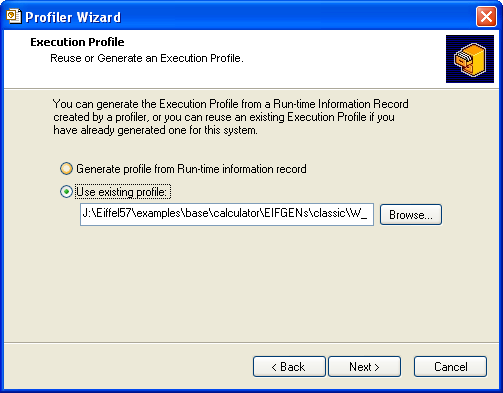 Profiler Wizard
Execution Profile
Reuse or Generate an Execution Profile.
You can generate the Execution Profile from a Run-time Information Record
created by a profiler, or you can reuse an existing Execution Profile if you
have already generated one for this system.
Generate profile from Run-time information record
Use existing profile:
J:\Eiffel57\examples\base\calculator\EIFGENs\classic\W_
Browse...
< Back
Next >
Cancel